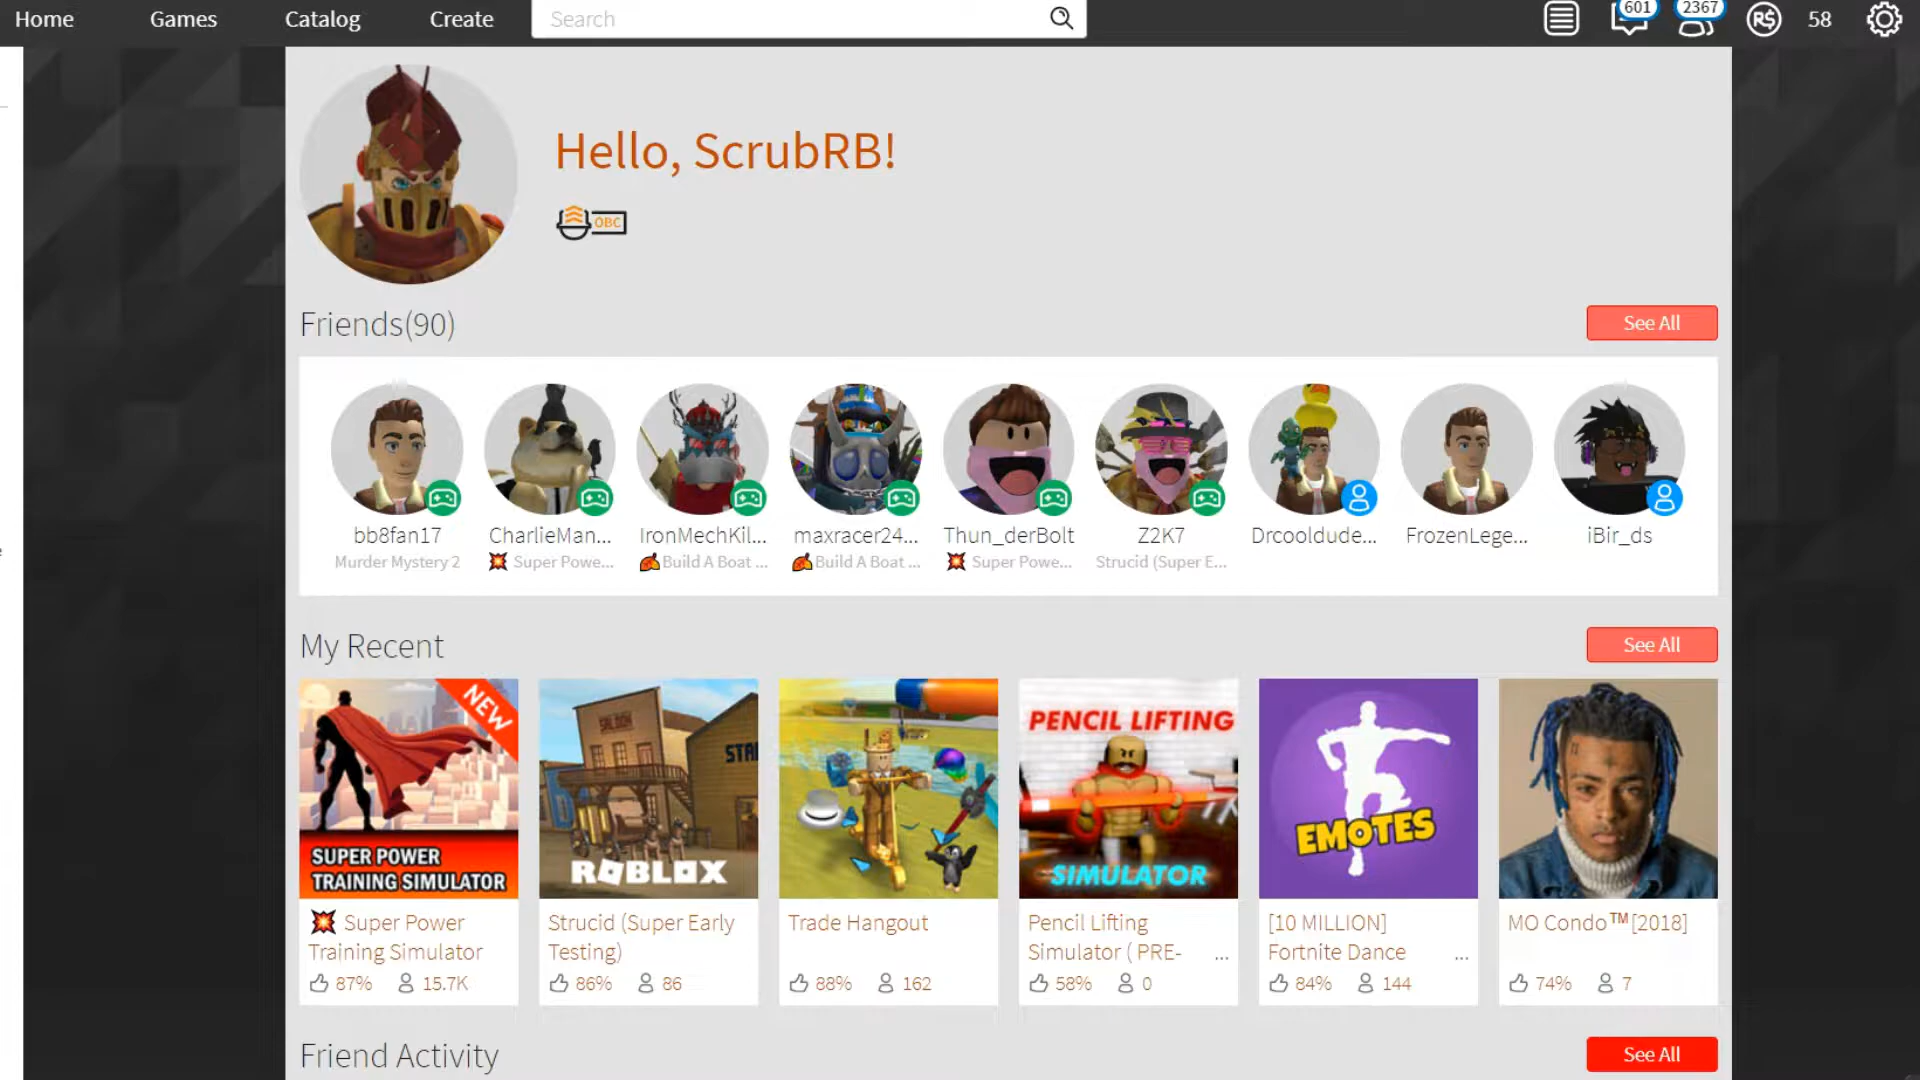 Home Games Catalog Create Search 601 2367 R$ 58
Hello, ScrubRB!
OBC
Friends(90) See All
bb8fan17 CharlieMan... IronMechKil... maxracer24... Thun_derBolt Z2K7 Drcooldude... FrozenLege... iBir_ds
Murder Mystery 2 Super Powe... Build A Boat ... Build A Boat ... Super Powe... Strucid (Super E...
My Recent See All
NEW
SUPER POWER
TRAINING SIMULATOR
SALOON
STA
ROBLOX
PENCIL LIFTING
SIMULATOR
EMOTES
Super Power
Training Simulator
87% 15.7K
Strucid (Super Early
Testing)
86% 86
Trade Hangout
88% 162
Pencil Lifting
Simulator ( PRE- ...
58% 0
[10 MILLION]
Fortnite Dance ...
84% 144
MO Condo™[2018]
74% 7
Friend Activity See All